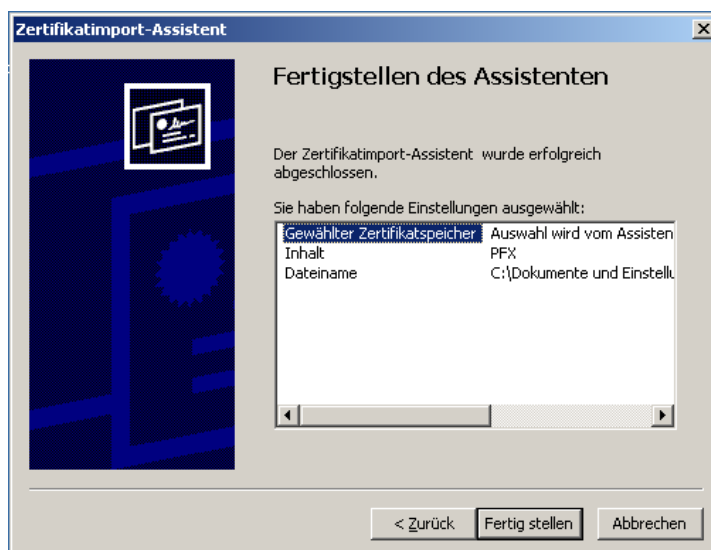 Zertifikatimport-Assistent
Fertigstellen des Assistenten
Der Zertifikatimport-Assistent wurde erfolgreich
abgeschlossen.
Sie haben folgende Einstellungen ausgewählt:
Gewählter Zertifikatspeicher Auswahl wird vom Assisten
Inhalt PFX
Dateiname C:\Dokumente und Einstellu
< Zurück Fertig stellen Abbrechen